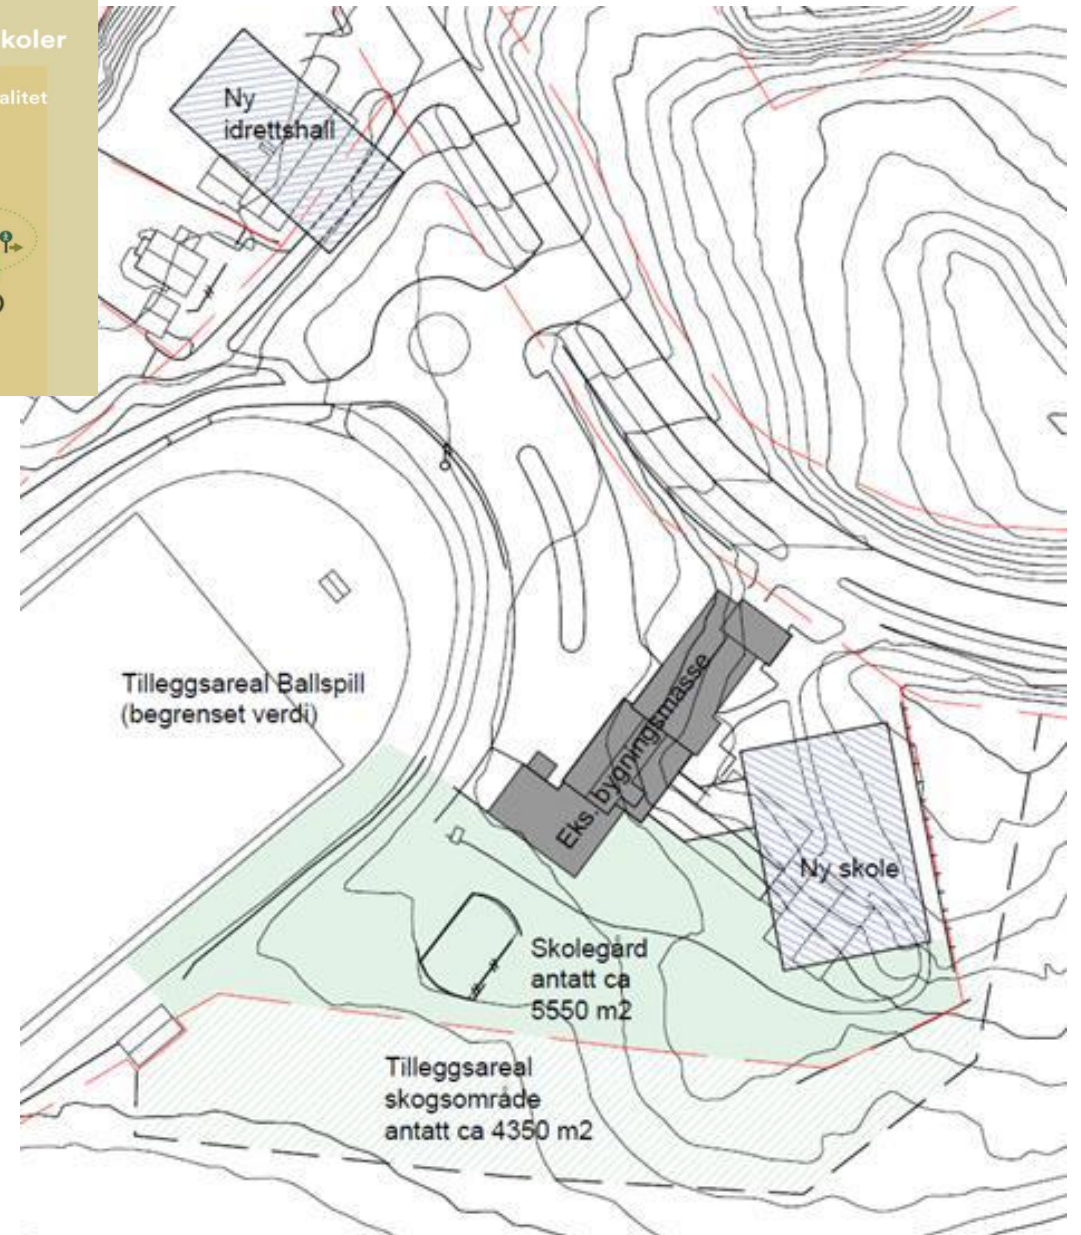 koler
alitet
Ny
idrettshall
Tilleggsareal Ballspill
(begrenset verdi)
Eks. bygningsmasse
Ny skole
Skolegård
antatt ca
5550 m2
Tilleggsareal
skogsområde
antatt ca 4350 m2